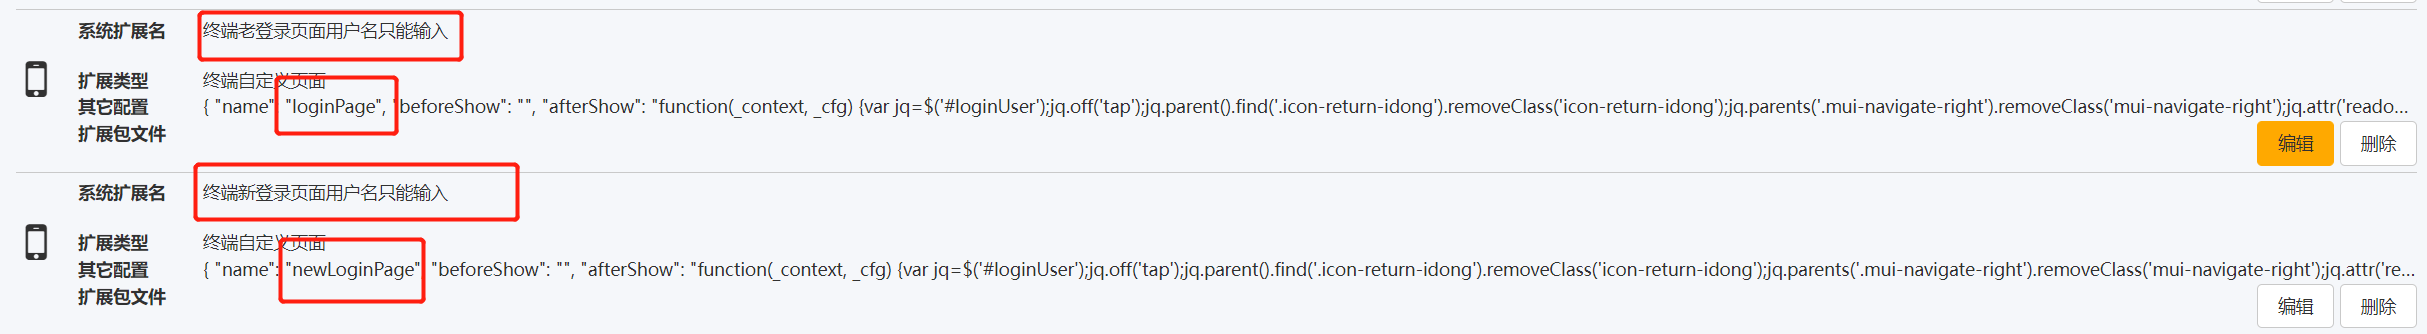 系统扩展名 终端老登录页面用户名只能输入
扩展类型 终端自定义页面
其它配置 { "name": "loginPage", "beforeShow": "", "afterShow": "function(_context, _cfg) {var jq=$('#loginUser');jq.off('tap');jq.parent().find('.icon-return-idong').removeClass('icon-return-idong');jq.parents('.mui-navigate-right').removeClass('mui-navigate-right');jq.attr('reado...
扩展包文件
编辑 删除
系统扩展名 终端新登录页面用户名只能输入
扩展类型 终端自定义页面
其它配置 { "name": "newLoginPage", "beforeShow": "", "afterShow": "function(_context, _cfg) {var jq=$('#loginUser');jq.off('tap');jq.parent().find('.icon-return-idong').removeClass('icon-return-idong');jq.parents('.mui-navigate-right').removeClass('mui-navigate-right');jq.attr('re...
扩展包文件
编辑 删除